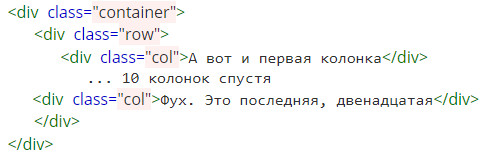 <div class="container">
<div class="row">
<div class="col">А вот и первая колонка</div>
... 10 колонок спустя
<div class="col">Фух. Это последняя, двенадцатая</div>
</div>
</div>